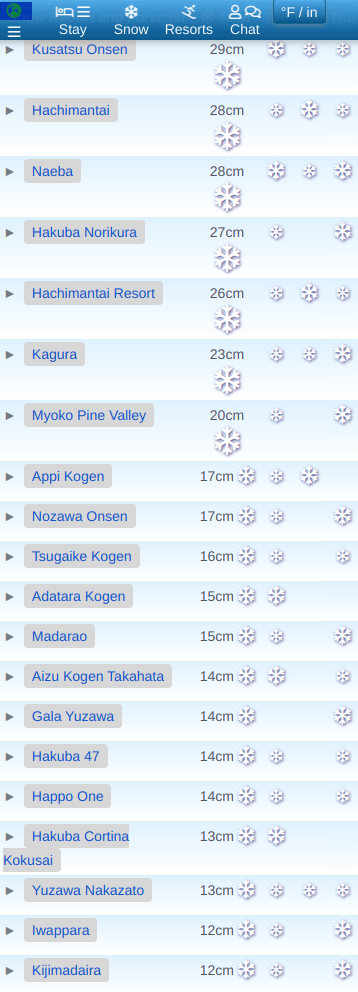 Stay Snow Resorts Chat °F / in
Kusatsu Onsen 29cm
Hachimantai 28cm
Naeba 28cm
Hakuba Norikura 27cm
Hachimantai Resort 26cm
Kagura 23cm
Myoko Pine Valley 20cm
Appi Kogen 17cm
Nozawa Onsen 17cm
Tsugaike Kogen 16cm
Adatara Kogen 15cm
Madarao 15cm
Aizu Kogen Takahata 14cm
Gala Yuzawa 14cm
Hakuba 47 14cm
Happo One 14cm
Hakuba Cortina 13cm
Kokusai
Yuzawa Nakazato 13cm
Iwappara 12cm
Kijimadaira 12cm